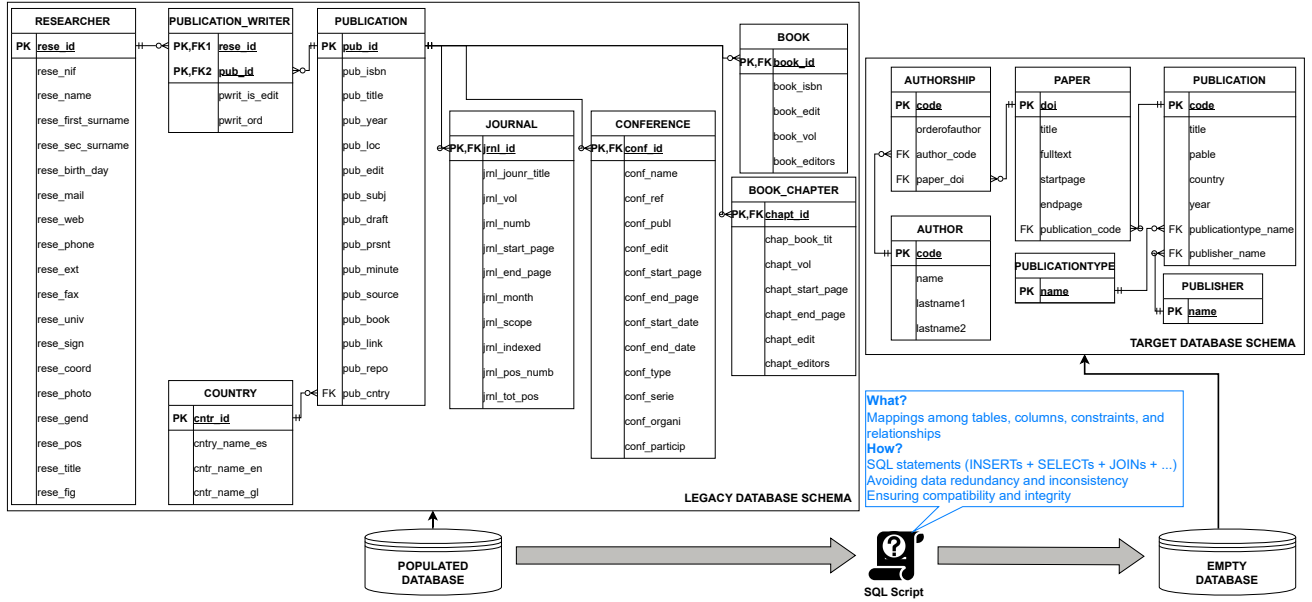 RESEARCHER
PK rese_id
rese_nif
rese_name
rese_first_surname
rese_sec_surname
rese_birth_day
rese_mail
rese_web
rese_phone
rese_ext
rese_fax
rese_univ
rese_sign
rese_coord
rese_photo
rese_gend
rese_pos
rese_title
rese_fig
PUBLICATION_WRITER
PK,FK1 rese_id
PK,FK2 pub_id
pwrit_is_edit
pwrit_ord
COUNTRY
PK cntr_id
cntry_name_es
cntr_name_en
cntr_name_gl
PUBLICATION
PK pub_id
pub_isbn
pub_title
pub_year
pub_loc
pub_edit
pub_subj
pub_draft
pub_prsnt
pub_minute
pub_source
pub_book
pub_link
pub_repo
FK pub_cntry
JOURNAL
PK,FK jrnl_id
jrnl_jounr_title
jrnl_vol
jrnl_numb
jrnl_start_page
jrnl_end_page
jrnl_month
jrnl_scope
jrnl_indexed
jrnl_pos_numb
jrnl_tot_pos
CONFERENCE
PK,FK conf_id
conf_name
conf_ref
conf_publ
conf_edit
conf_start_page
conf_end_page
conf_start_date
conf_end_date
conf_type
conf_serie
conf_organi
conf_particip
BOOK
PK,FK book_id
book_isbn
book_edit
book_vol
book_editors
BOOK_CHAPTER
PK,FK chapt_id
chap_book_tit
chapt_vol
chapt_start_page
chapt_end_page
chapt_edit
chapt_editors
LEGACY DATABASE SCHEMA
AUTHORSHIP
PK code
orderofauthor
FK author_code
FK paper_doi
AUTHOR
PK code
name
lastname1
lastname2
PAPER
PK doi
title
fulltext
startpage
endpage
FK publication_code
PUBLICATIONTYPE
PK name
PUBLICATION
PK code
title
pable
country
year
FK publicationtype_name
FK publisher_name
PUBLISHER
PK name
TARGET DATABASE SCHEMA
What?
Mappings among tables, columns, constraints, and
relationships
How?
SQL statements (INSERTs + SELECTs + JOINs + ...)
Avoiding data redundancy and inconsistency
Ensuring compatibility and integrity
POPULATED
DATABASE
?
SQL Script
EMPTY
DATABASE